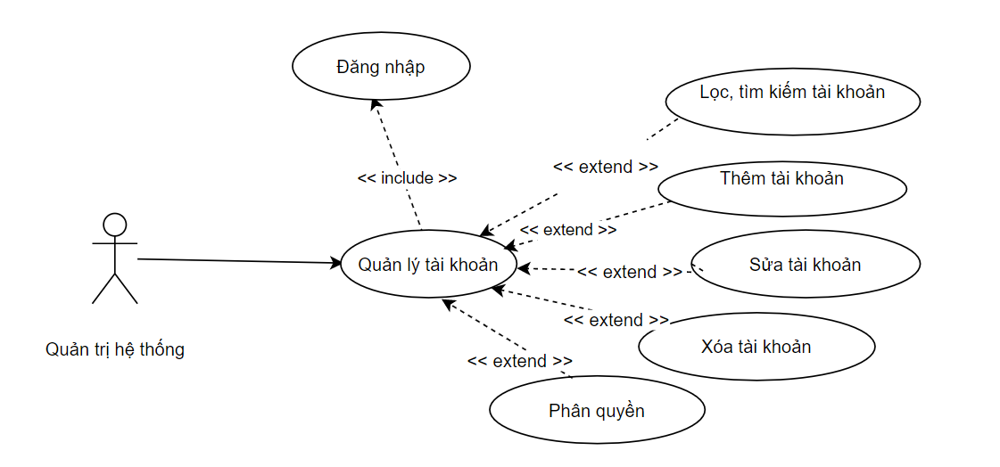 Đăng nhập
Lọc, tìm kiếm tài khoản
<< extend >>
<< include >>
Thêm tài khoản
<< extend >>
Quản lý tài khoản
<< extend >>
Sửa tài khoản
<< extend >>
Xóa tài khoản
Quản trị hệ thống
<< extend >>
Phân quyền